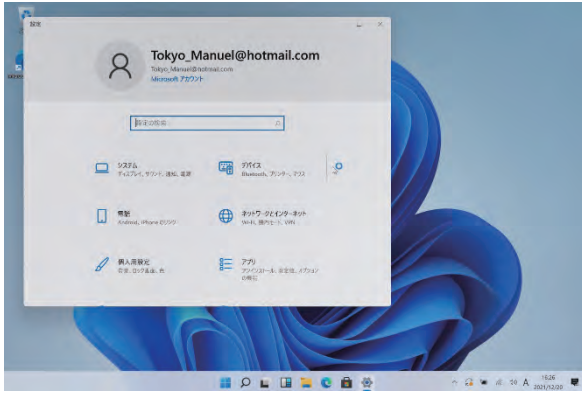 設定
Tokyo_Manuel@hotmail.com
Tokyo_Manuel@hotmail.com
Microsoft アカウント
設定の検索
システム
ディスプレイ、サウンド、通知、電源
デバイス
Bluetooth、プリンター、マウス
電話
Android, iPhone のリンク
ネットワークとインターネット
Wi-Fi、機内モード、VPN
個人用設定
背景、ロック画面、色
アプリ
アンインストール、既定値、オプション
の機能
A
16:26
2021/12/20